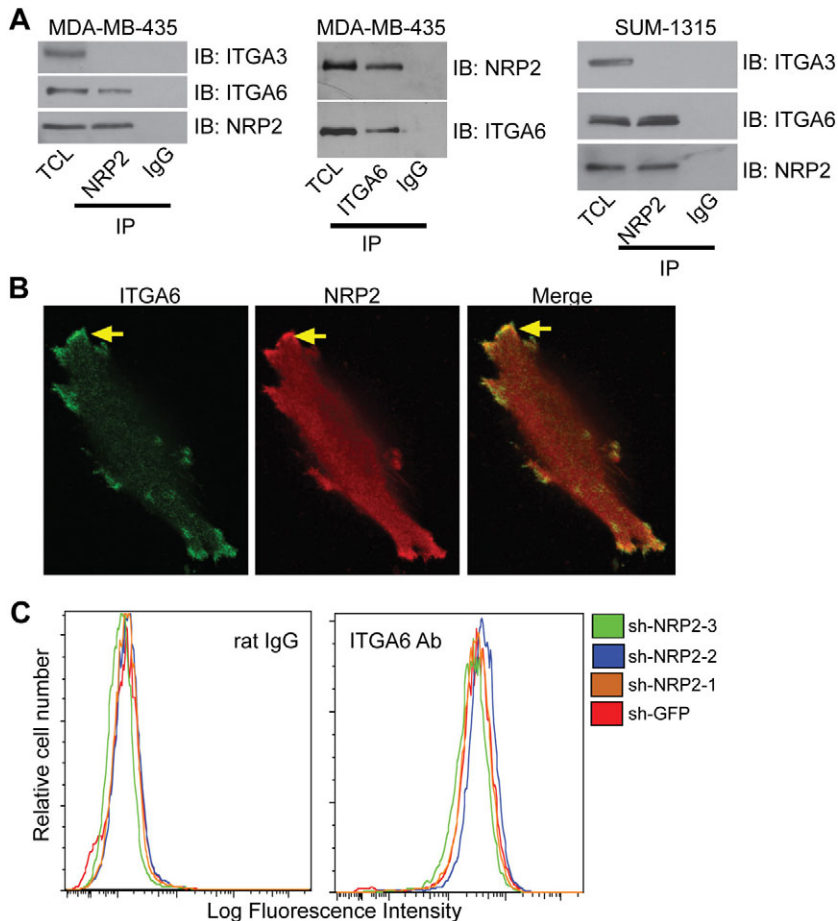 A
MDA-MB-435
IB: ITGA3
IB: ITGA6
IB: NRP2
TCL
NRP2
IgG
IP
MDA-MB-435
IB: NRP2
IB: ITGA6
TCL
ITGA6
IgG
IP
SUM-1315
IB: ITGA3
IB: ITGA6
IB: NRP2
TCL
NRP2
IgG
IP
B
ITGA6
NRP2
Merge
C
Relative cell number
rat IgG
ITGA6 Ab
sh-NRP2-3
sh-NRP2-2
sh-NRP2-1
sh-GFP
Log Fluorescence Intensity